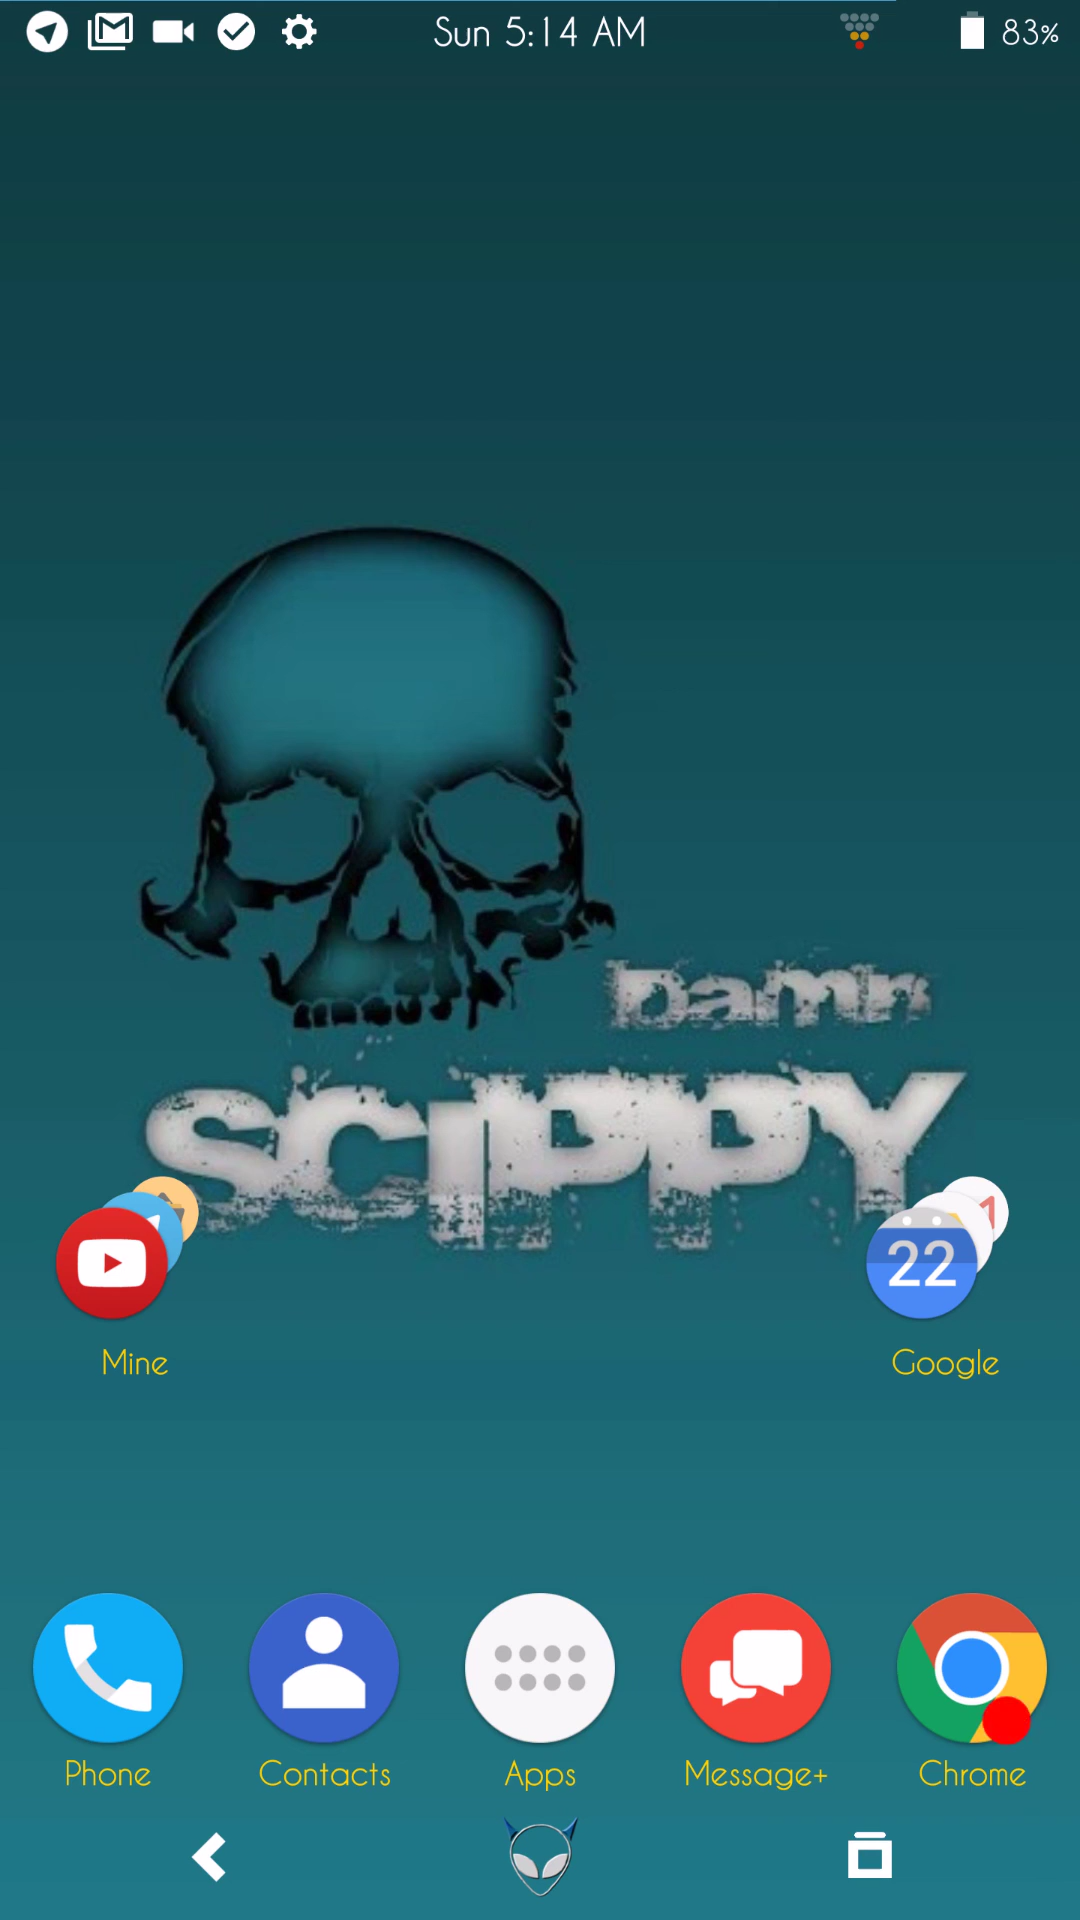 Sun 5:14 AM
83%
Damn
SCIPPY
22
Mine
Google
Phone
Contacts
Apps
Message+
Chrome